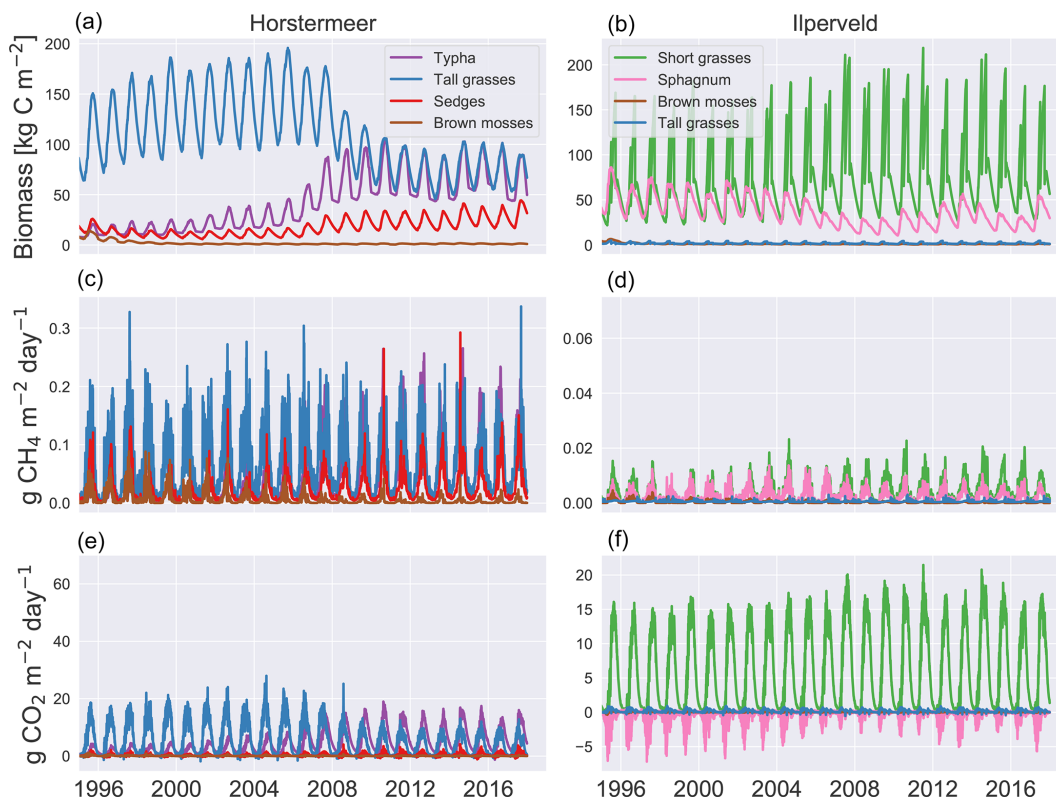 (a) Horstermeer
(b) Ilperveld
Biomass [kg C m⁻²]
200
150
100
50
0
Typha
Tall grasses
Sedges
Brown mosses
200
150
100
50
0
Short grasses
Sphagnum
Brown mosses
Tall grasses
(c)
g CH₄ m⁻² day⁻¹
0.3
0.2
0.1
0.0
(d)
0.06
0.04
0.02
0.00
(e)
g CO₂ m⁻² day⁻¹
60
40
20
0
1996 2000 2004 2008 2012 2016
(f)
20
15
10
5
0
−5
1996 2000 2004 2008 2012 2016